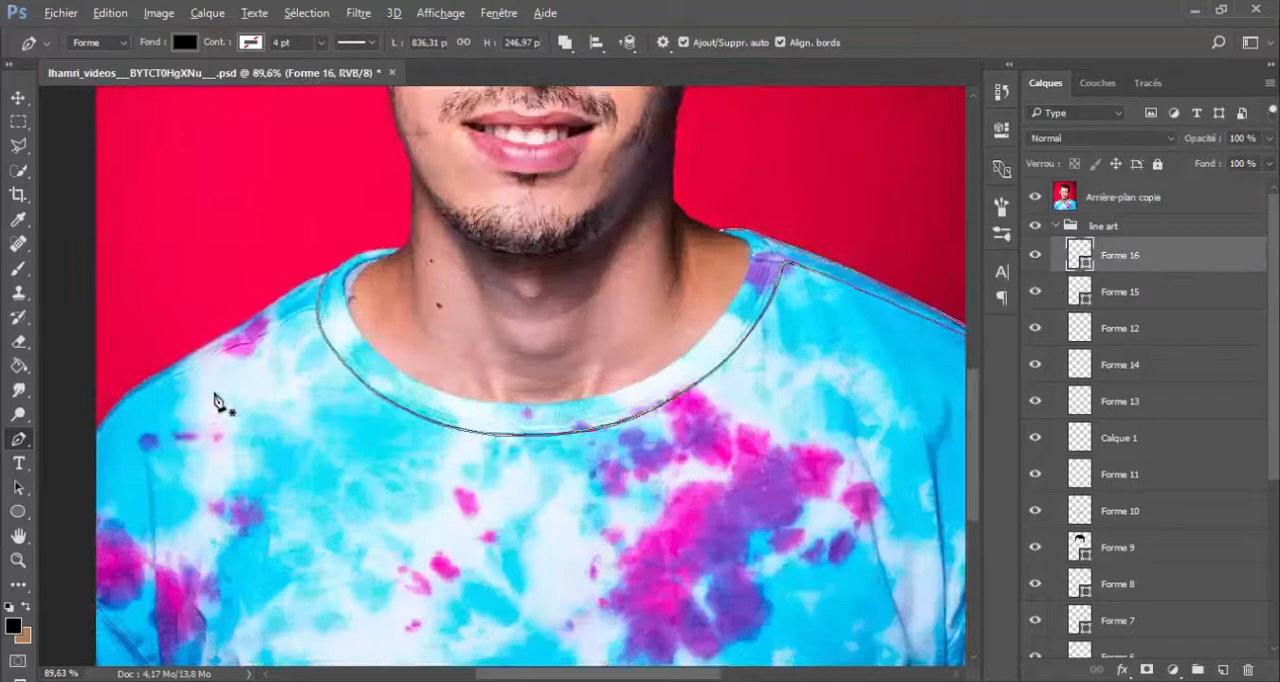 Ps Fichier Edition Image Calque Texte Sélection Filtre 3D Affichage Fenêtre Aide
Forme Fond : Cont. : 4 pt L : 836,31 p H : 246,97 p Ajout/Suppr. auto Align. bords
lhamri_videos___BYTCT0HgXNu___.psd @ 89,6% (Forme 16, RVB/8) *
Calques Couches Tracés
Type
Normal Opacité : 100 %
Verrou : Fond : 100 %
Arrière-plan copie
line art
Forme 16
Forme 15
Forme 12
Forme 14
Forme 13
Calque 1
Forme 11
Forme 10
Forme 9
Forme 8
Forme 7
89,63 % Doc : 4,17 Mo/13,8 Mo